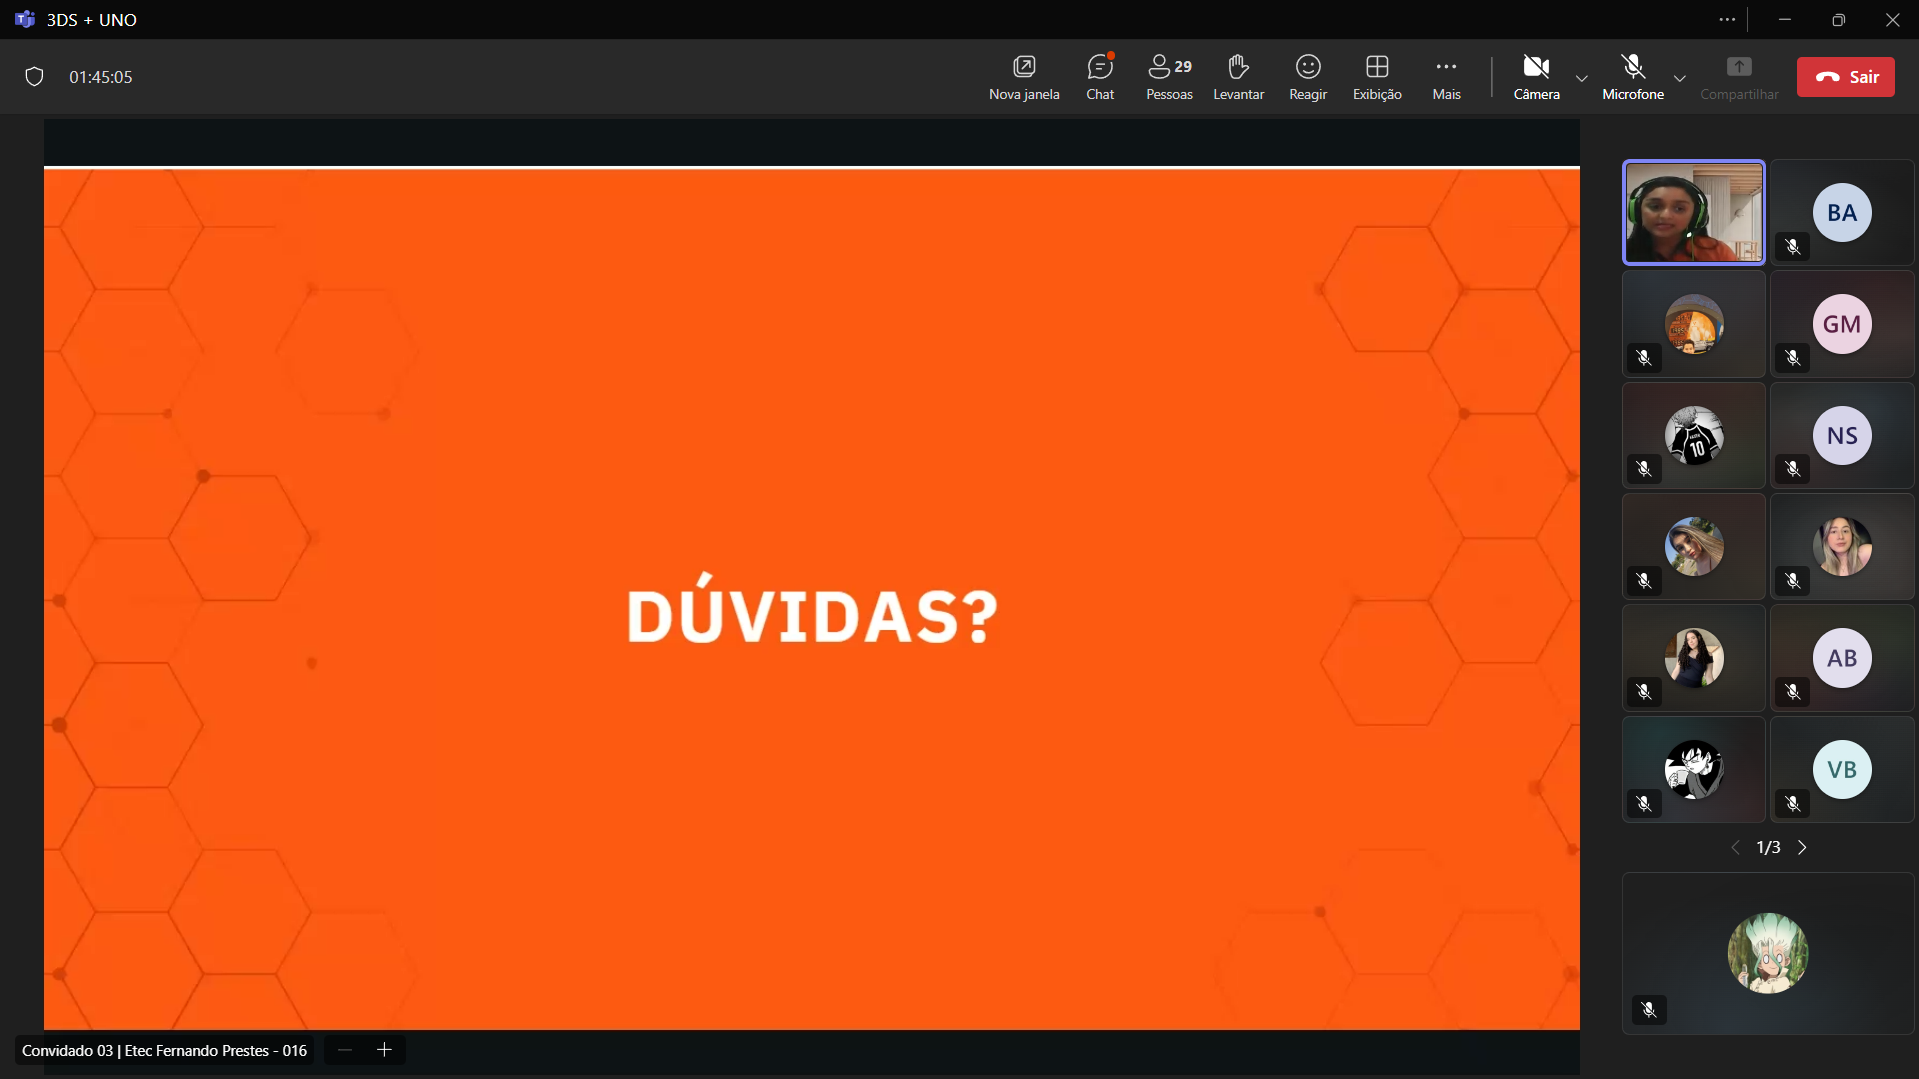 3DS + UNO
01:45:05
Nova janela
Chat
29
Pessoas
Levantar
Reagir
Exibição
Mais
Câmera
Microfone
Compartilhar
Sair
DÚVIDAS?
BA
GM
10
NS
AB
VB
1/3
Convidado 03 | Etec Fernando Prestes - 016